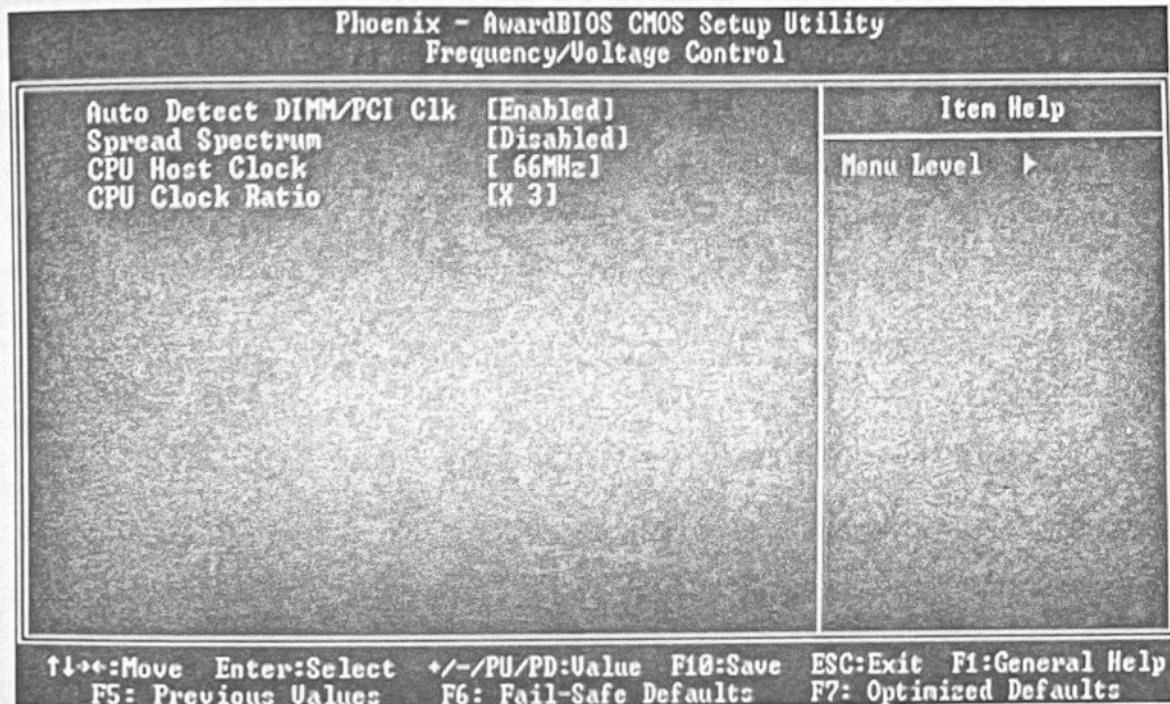 Phoenix - AwardBIOS CMOS Setup Utility
Frequency/Voltage Control
Auto Detect DIMM/PCI Clk [Enabled]
Spread Spectrum [Disabled]
CPU Host Clock [ 66MHz]
CPU Clock Ratio [X 3]
Item Help
Menu Level ▶
↑↓→←:Move Enter:Select +/-/PU/PD:Value F10:Save ESC:Exit F1:General Help
F5: Previous Values F6: Fail-Safe Defaults F7: Optimized Defaults